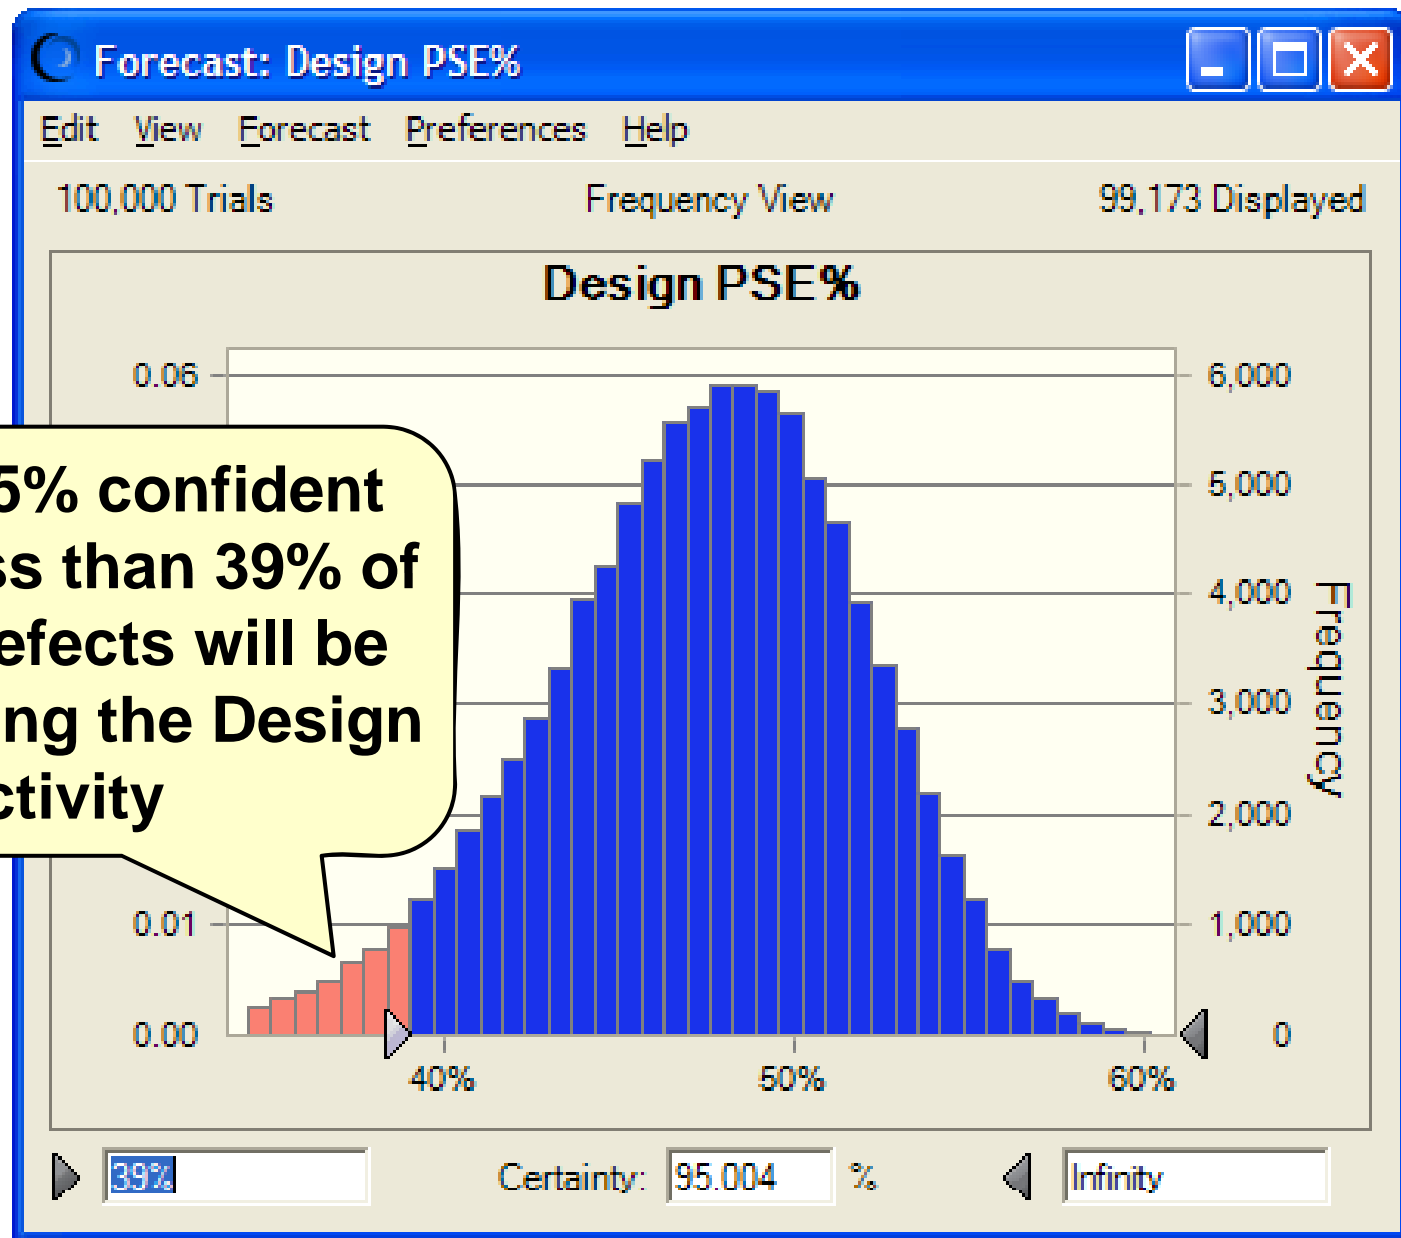 Forecast: Design PSE%
Edit View Forecast Preferences Help
100,000 Trials Frequency View 99,173 Displayed
Design PSE%
0.06
0.01
0.00
6,000
5,000
4,000
3,000
2,000
1,000
0
Frequency
5% confident
ss than 39% of
efects will be
ng the Design
ctivity
40% 50% 60%
39% Certainty: 95.004 % Infinity